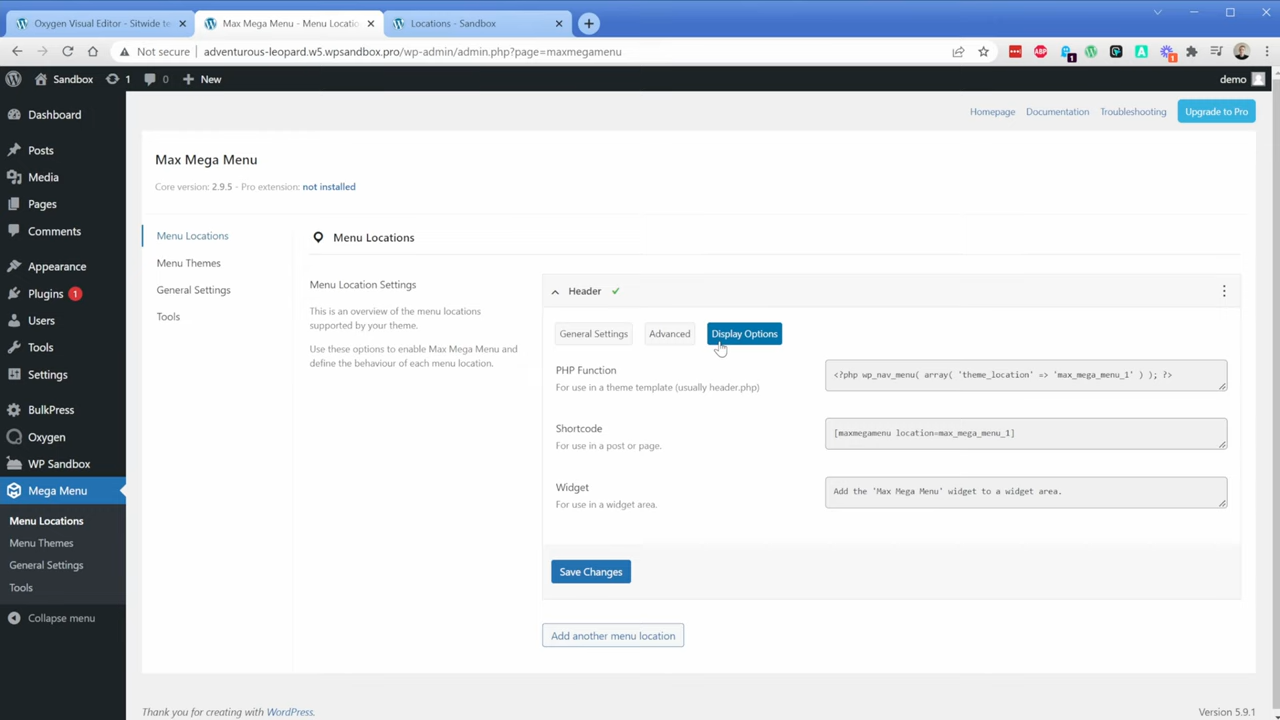 Oxygen Visual Editor - Sitwide te
Max Mega Menu - Menu Locatio
Locations - Sandbox
Not secure
adventurous-leopard.w5.wpsandbox.pro/wp-admin/admin.php?page=maxmegamenu
ABP
1
1
Sandbox
1
0
New
demo
Dashboard
Posts
Media
Pages
Comments
Appearance
Plugins 1
Users
Tools
Settings
BulkPress
Oxygen
WP Sandbox
Mega Menu
Menu Locations
Menu Themes
General Settings
Tools
Collapse menu
Homepage
Documentation
Troubleshooting
Upgrade to Pro
Max Mega Menu
Core version: 2.9.5 - Pro extension: not installed
Menu Locations
Menu Themes
General Settings
Tools
Menu Locations
Menu Location Settings
This is an overview of the menu locations
supported by your theme.
Use these options to enable Max Mega Menu and
define the behaviour of each menu location.
Header
General Settings
Advanced
Display Options
PHP Function
For use in a theme template (usually header.php)
<?php wp_nav_menu( array( 'theme_location' => 'max_mega_menu_1' ) ); ?>
Shortcode
For use in a post or page.
[maxmegamenu location=max_mega_menu_1]
Widget
For use in a widget area.
Add the 'Max Mega Menu' widget to a widget area.
Save Changes
Add another menu location
Thank you for creating with WordPress.
Version 5.9.1